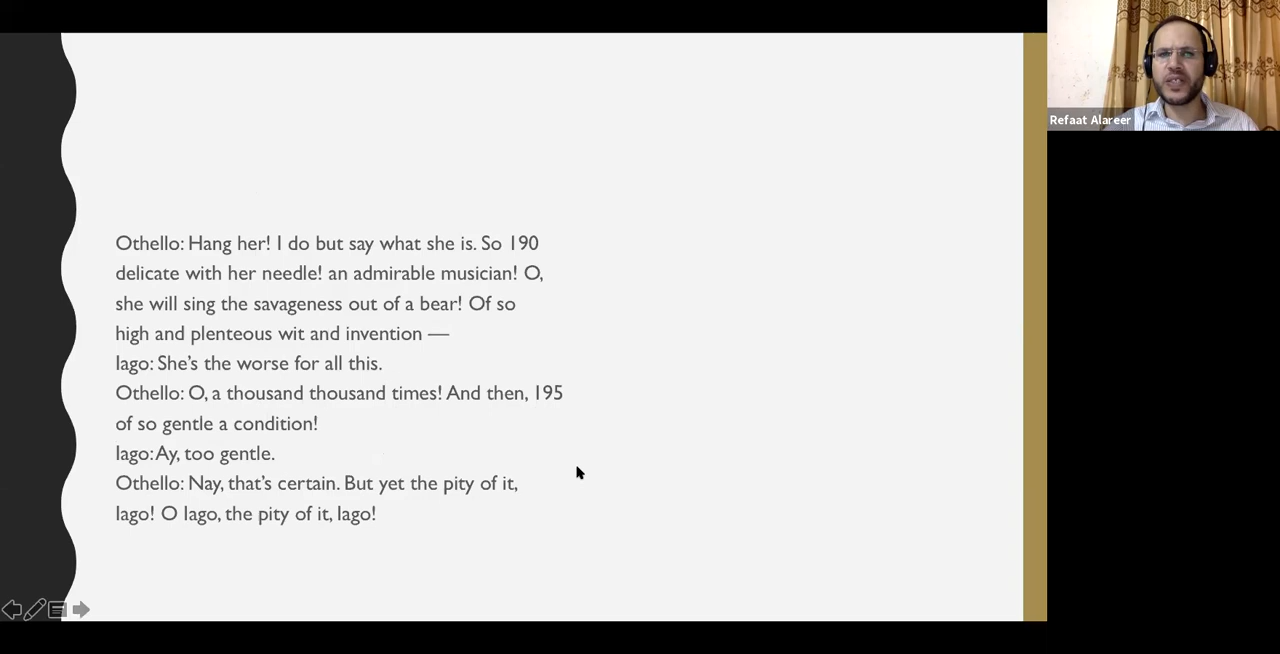 Othello: Hang her! I do but say what she is. So 190
delicate with her needle! an admirable musician! O,
she will sing the savageness out of a bear! Of so
high and plenteous wit and invention —
Iago: She's the worse for all this.
Othello: O, a thousand thousand times! And then, 195
of so gentle a condition!
Iago: Ay, too gentle.
Othello: Nay, that's certain. But yet the pity of it,
Iago! O Iago, the pity of it, Iago!
Refaat Alareer